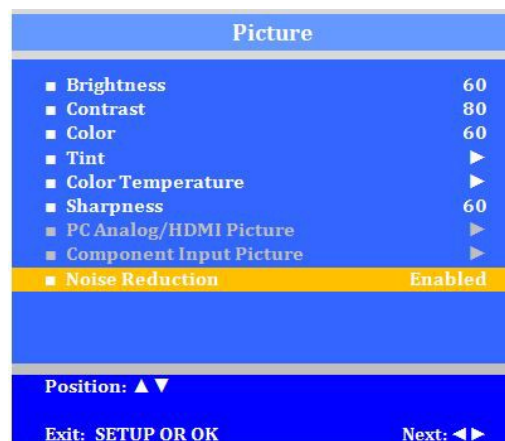 Picture
■ Brightness 60
■ Contrast 80
■ Color 60
■ Tint ▶
■ Color Temperature ▶
■ Sharpness 60
■ PC Analog/HDMI Picture ▶
■ Component Input Picture ▶
■ Noise Reduction Enabled
Position: ▲▼
Exit: SETUP OR OK Next: ◀▶